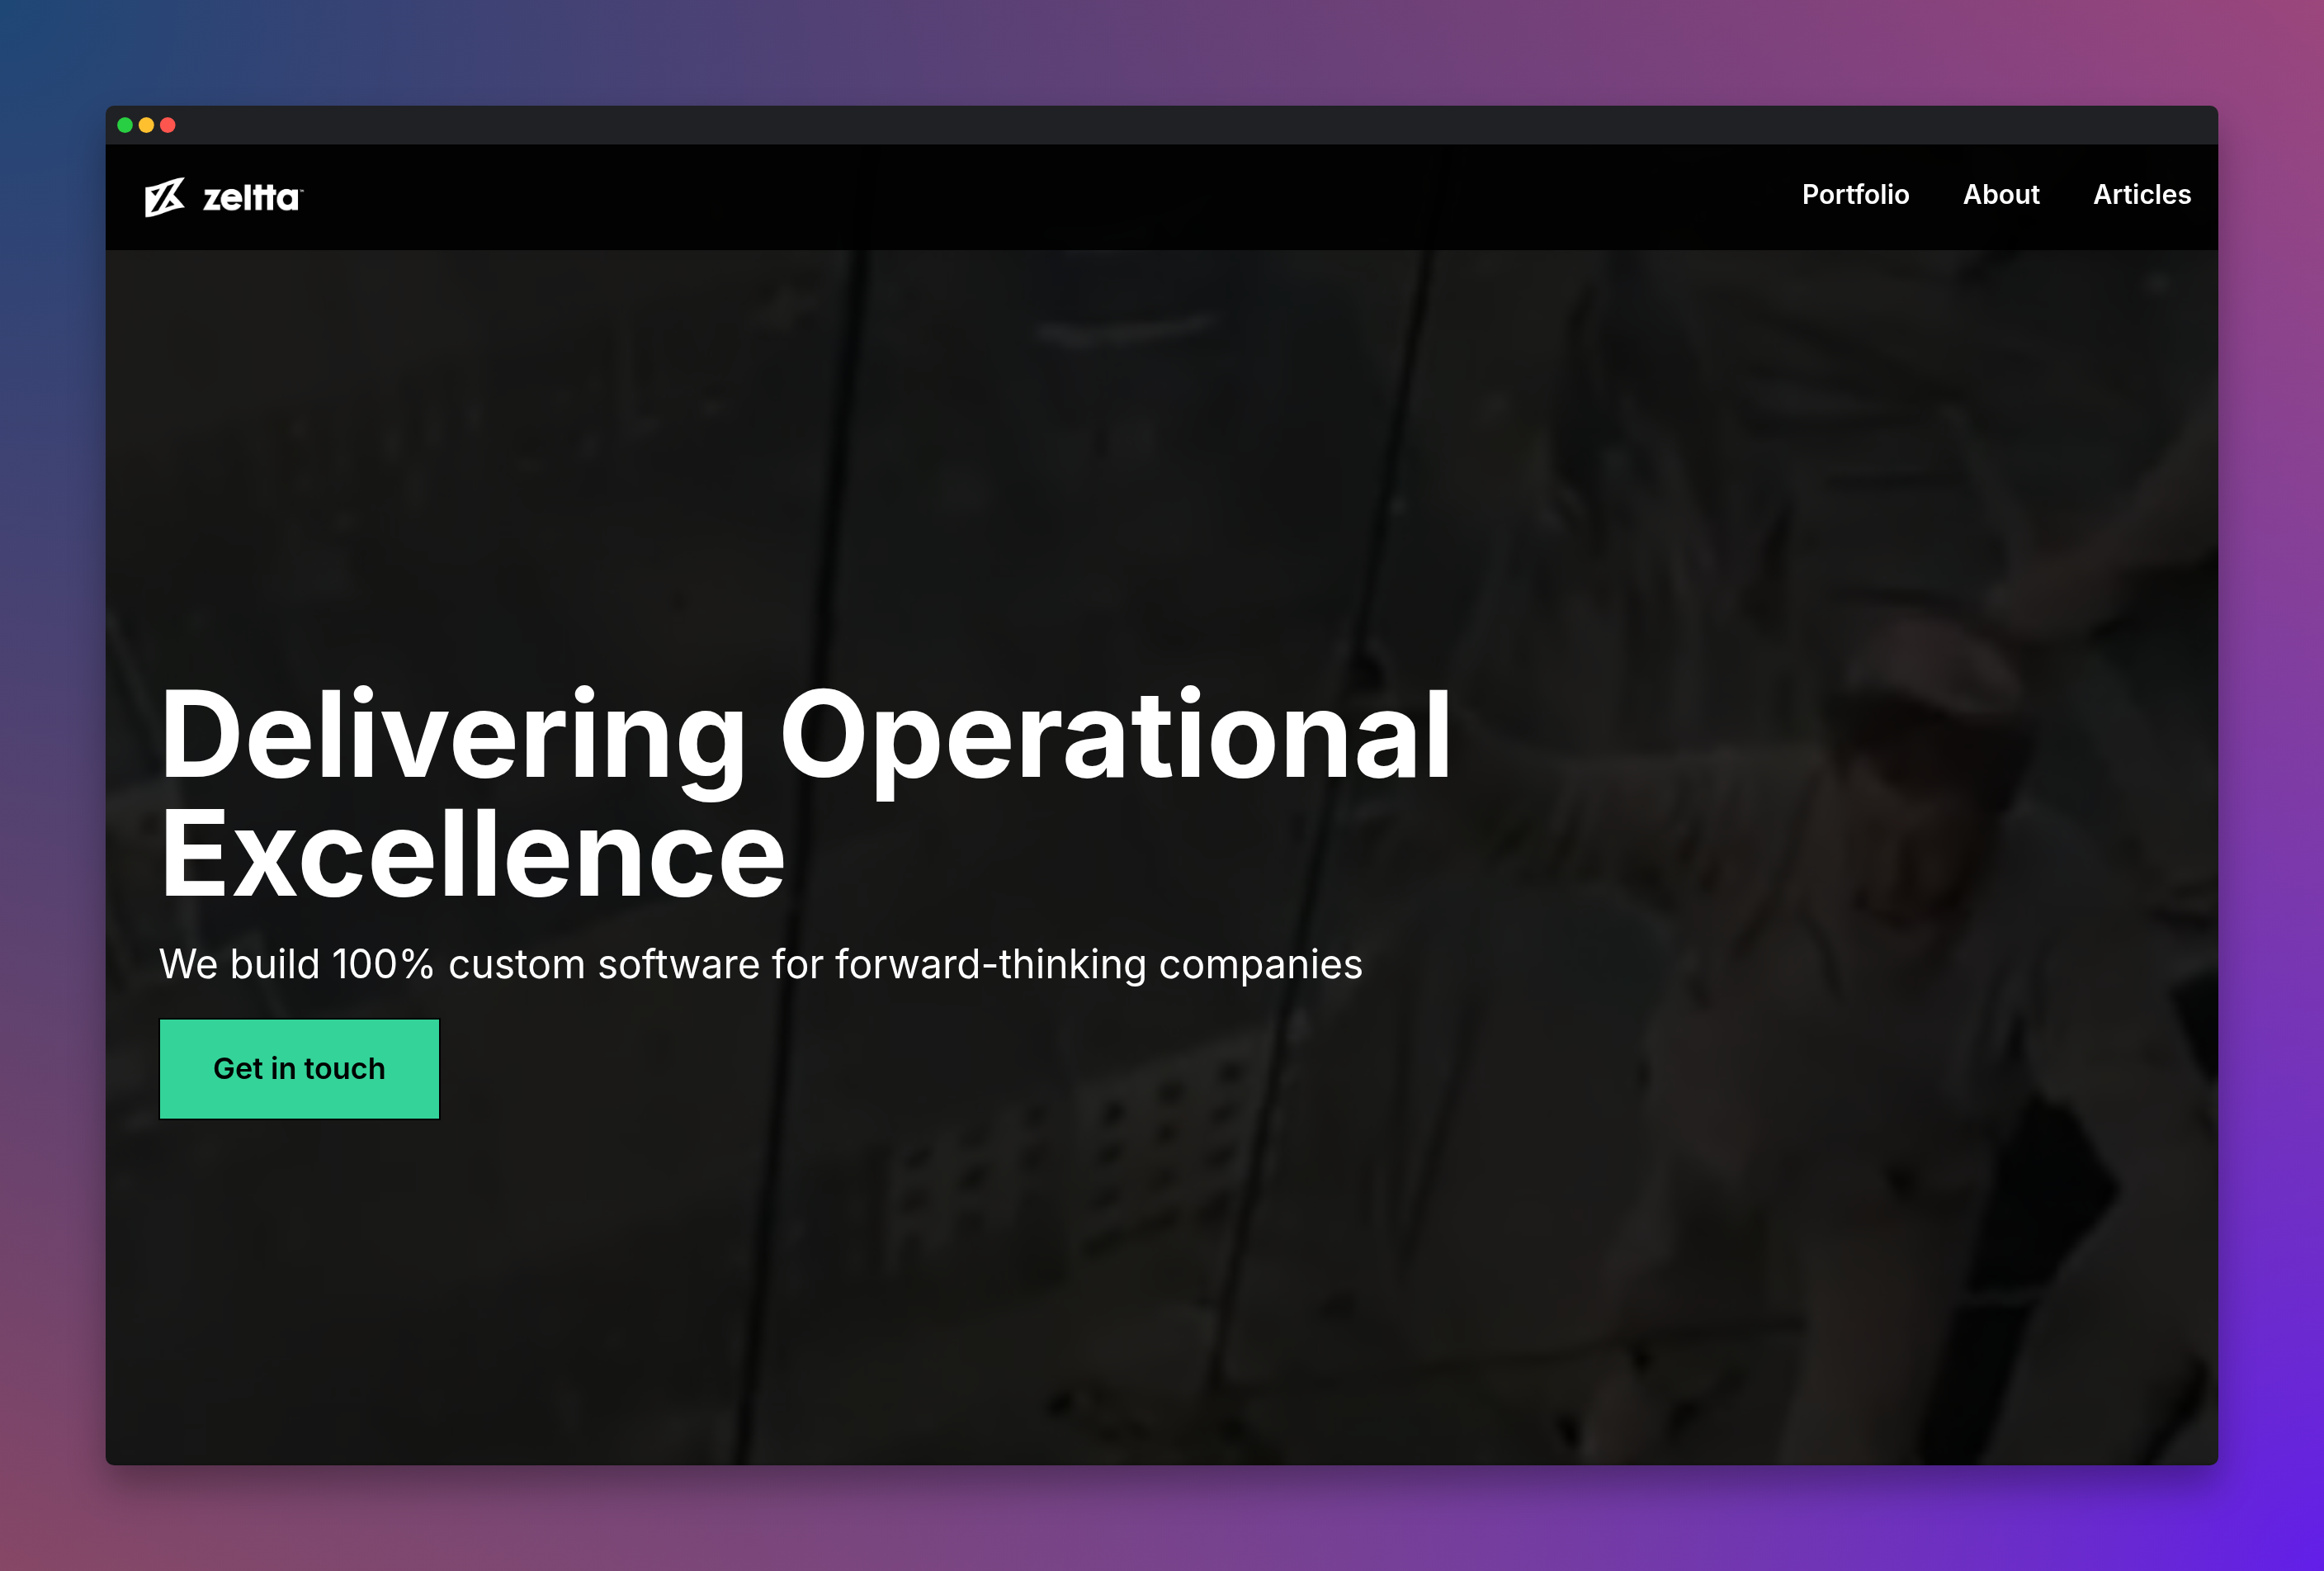 zeltta
Portfolio About Articles
Delivering Operational
Excellence
We build 100% custom software for forward-thinking companies
Get in touch